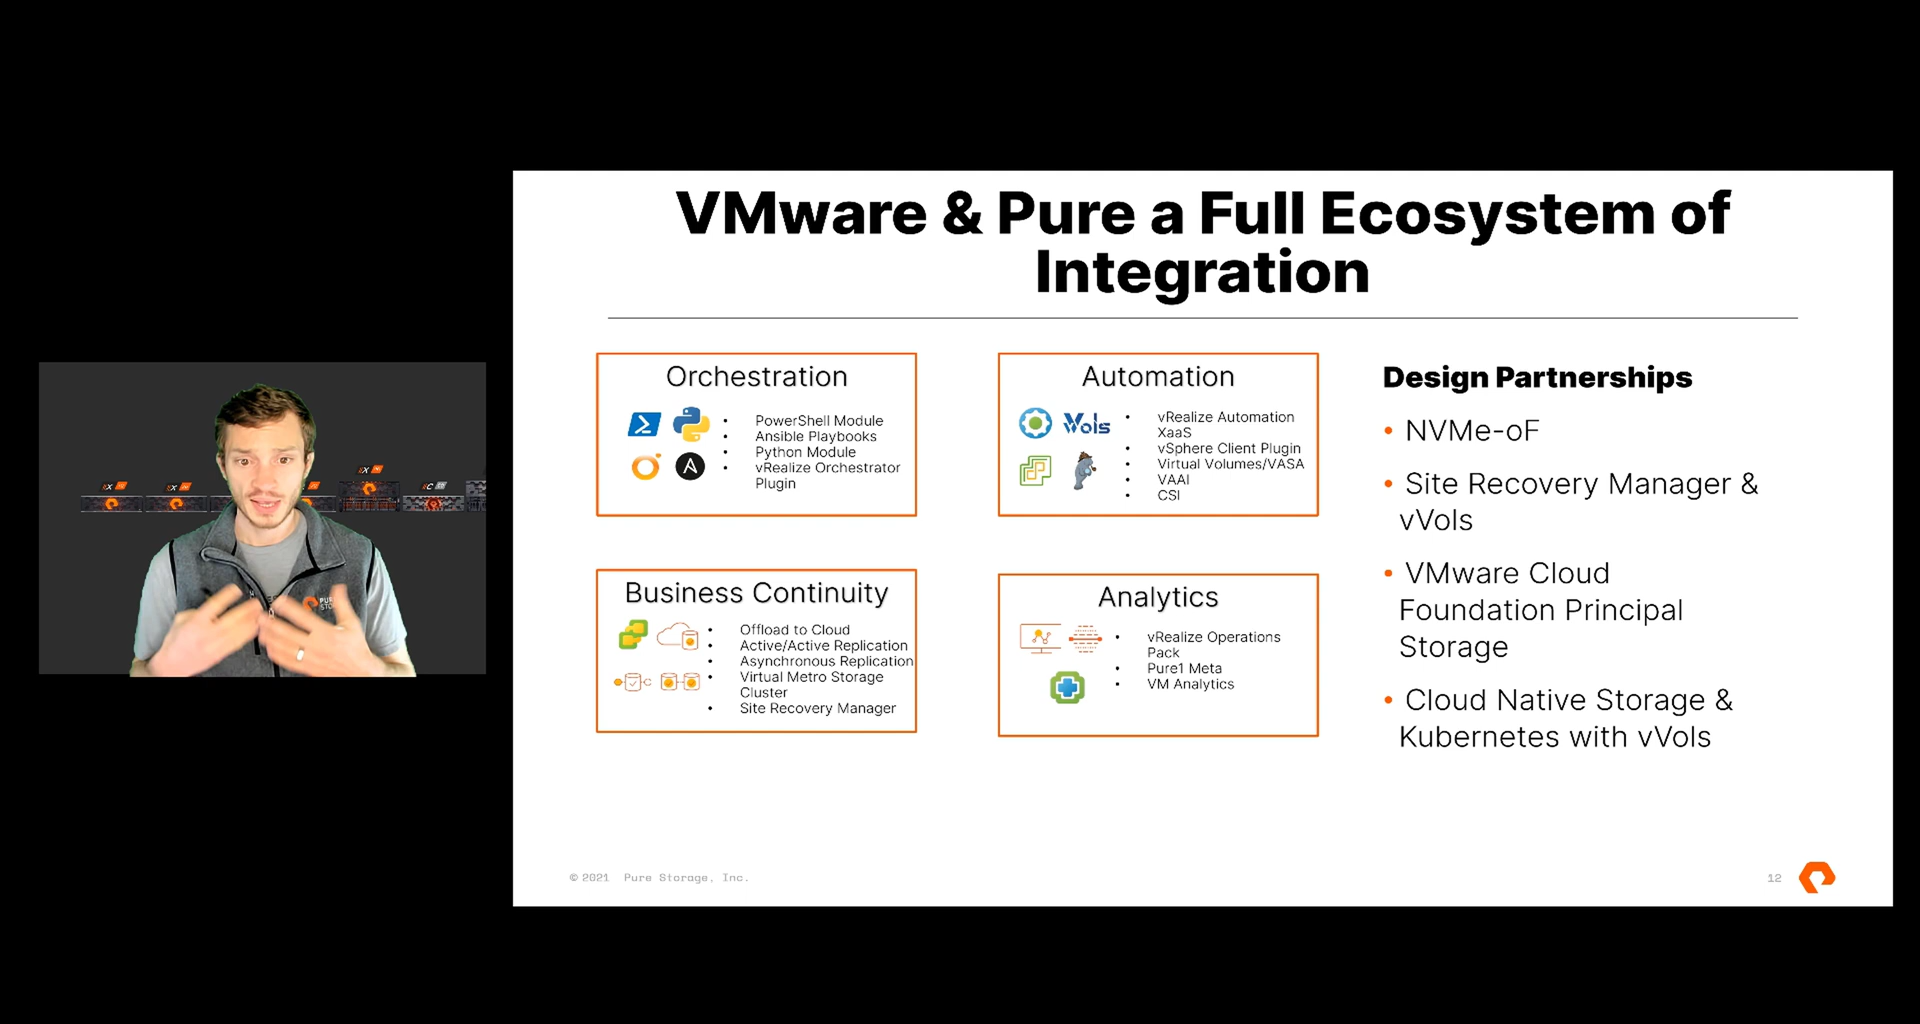 VMware & Pure a Full Ecosystem of
Integration
Orchestration
PowerShell Module
Ansible Playbooks
Python Module
vRealize Orchestrator
Plugin
Automation
Vvols
vRealize Automation
XaaS
vSphere Client Plugin
Virtual Volumes/VASA
VAAI
CSI
Business Continuity
Offload to Cloud
Active/Active Replication
Asynchronous Replication
Virtual Metro Storage
Cluster
Site Recovery Manager
Analytics
vRealize Operations
Pack
Pure1 Meta
VM Analytics
Design Partnerships
• NVMe-oF
• Site Recovery Manager &
vVols
• VMware Cloud
Foundation Principal
Storage
• Cloud Native Storage &
Kubernetes with vVols
© 2021 Pure Storage, Inc.
12